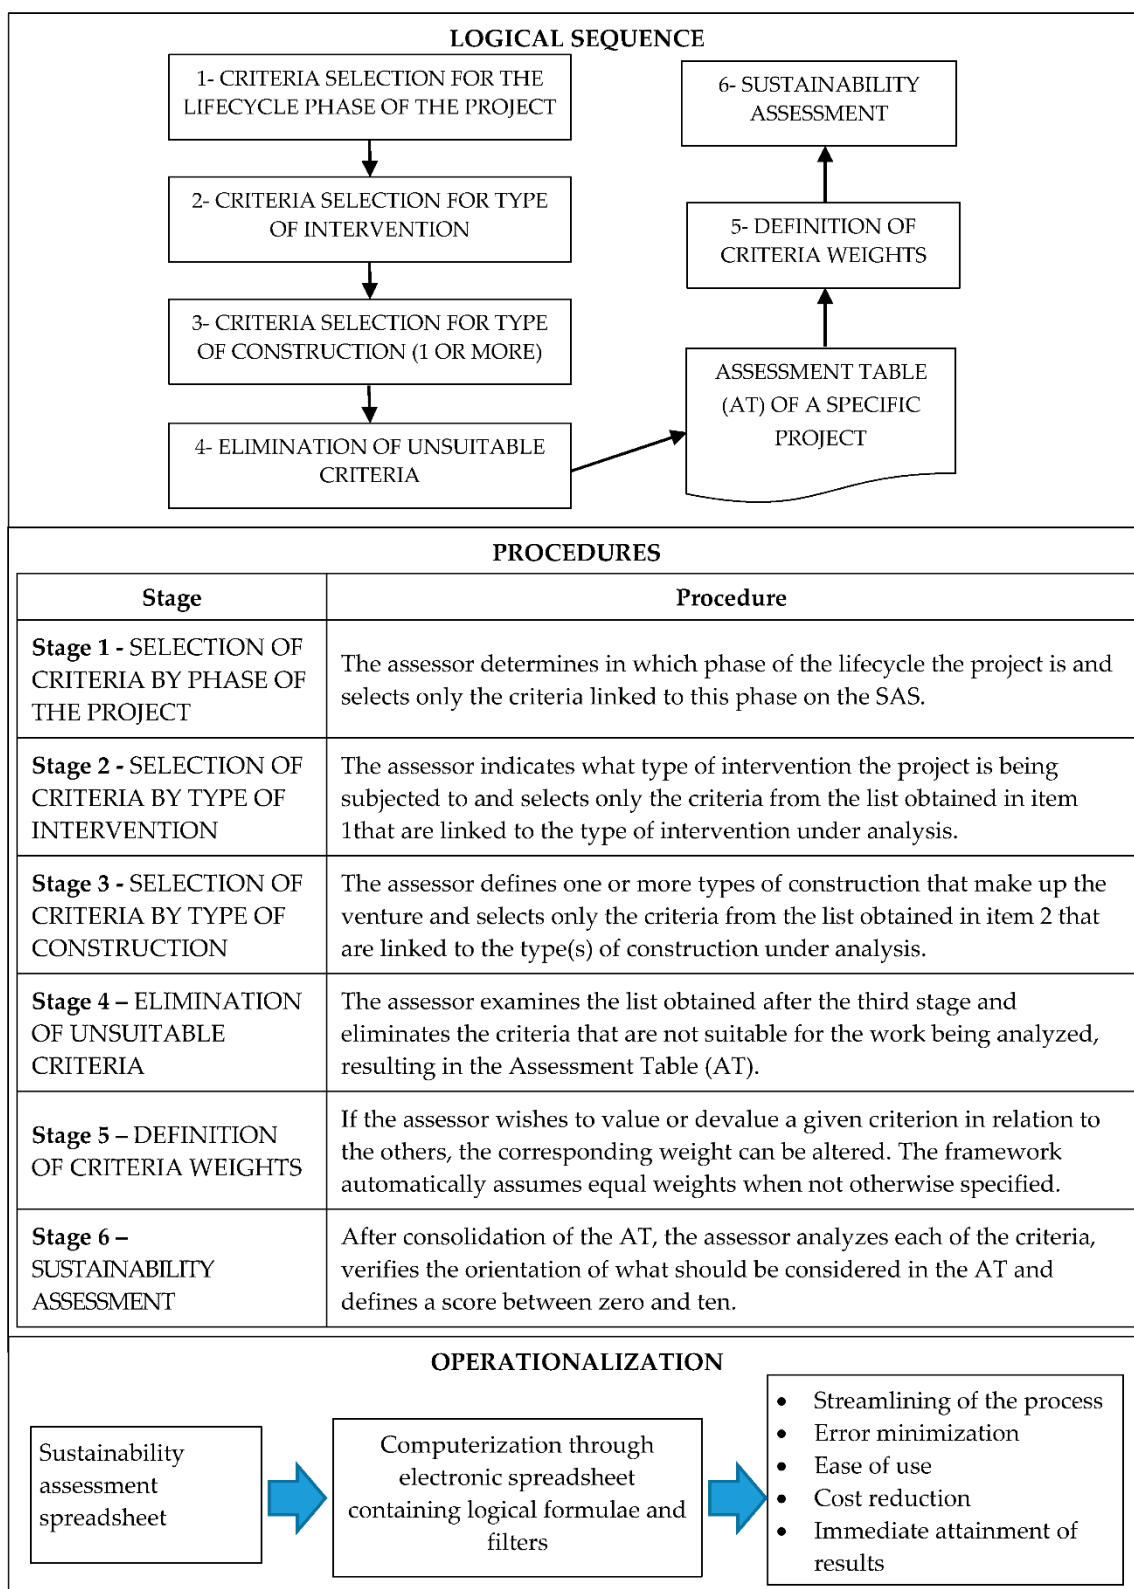 LOGICAL SEQUENCE
1- CRITERIA SELECTION FOR THE
LIFECYCLE PHASE OF THE PROJECT
2- CRITERIA SELECTION FOR TYPE
OF INTERVENTION
3- CRITERIA SELECTION FOR TYPE
OF CONSTRUCTION (1 OR MORE)
4- ELIMINATION OF UNSUITABLE
CRITERIA
ASSESSMENT TABLE
(AT) OF A SPECIFIC
PROJECT
5- DEFINITION OF
CRITERIA WEIGHTS
6- SUSTAINABILITY
ASSESSMENT
PROCEDURES
Stage
Procedure
Stage 1 - SELECTION OF
CRITERIA BY PHASE OF
THE PROJECT
The assessor determines in which phase of the lifecycle the project is and
selects only the criteria linked to this phase on the SAS.
Stage 2 - SELECTION OF
CRITERIA BY TYPE OF
INTERVENTION
The assessor indicates what type of intervention the project is being
subjected to and selects only the criteria from the list obtained in item
1that are linked to the type of intervention under analysis.
Stage 3 - SELECTION OF
CRITERIA BY TYPE OF
CONSTRUCTION
The assessor defines one or more types of construction that make up the
venture and selects only the criteria from the list obtained in item 2 that
are linked to the type(s) of construction under analysis.
Stage 4 – ELIMINATION
OF UNSUITABLE
CRITERIA
The assessor examines the list obtained after the third stage and
eliminates the criteria that are not suitable for the work being analyzed,
resulting in the Assessment Table (AT).
Stage 5 – DEFINITION
OF CRITERIA WEIGHTS
If the assessor wishes to value or devalue a given criterion in relation to
the others, the corresponding weight can be altered. The framework
automatically assumes equal weights when not otherwise specified.
Stage 6 –
SUSTAINABILITY
ASSESSMENT
After consolidation of the AT, the assessor analyzes each of the criteria,
verifies the orientation of what should be considered in the AT and
defines a score between zero and ten.
OPERATIONALIZATION
Sustainability
assessment
spreadsheet
Computerization through
electronic spreadsheet
containing logical formulae and
filters
• Streamlining of the process
• Error minimization
• Ease of use
• Cost reduction
• Immediate attainment of
results